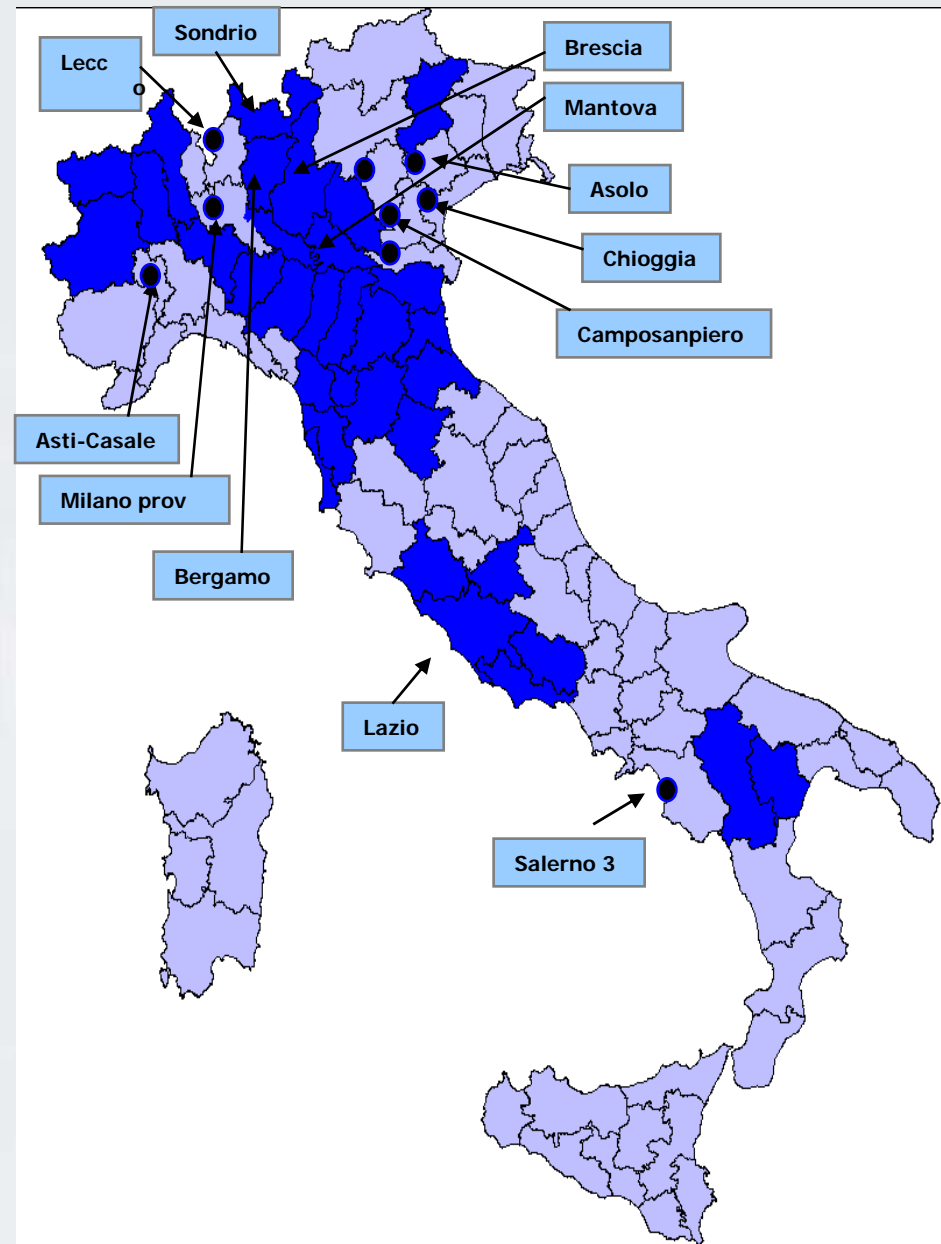 Sondrio
Brescia
Lecc
o
Mantova
Asolo
Chioggia
Camposanpiero
Asti-Casale
Milano prov
Bergamo
Lazio
Salerno 3